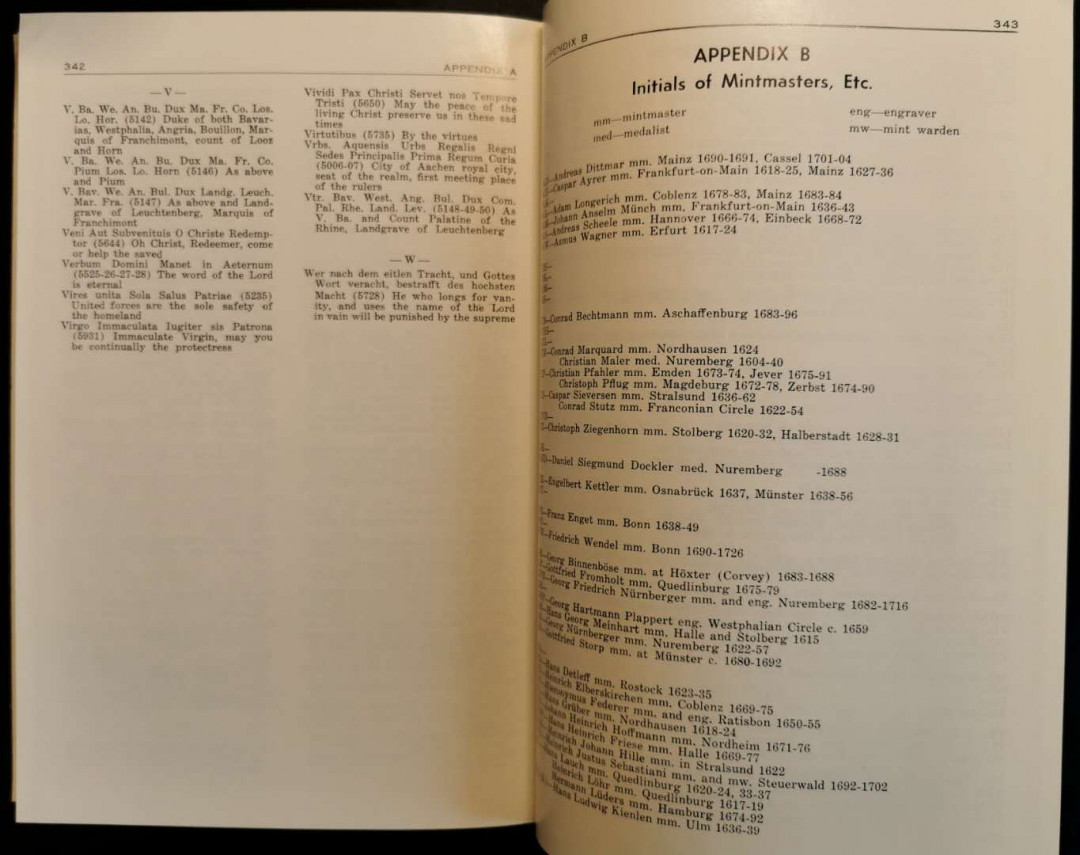 342
APPENDIX A
— V —
V. Ba. We. An. Bu. Dux Ma. Fr. Co. Los.
Lo. Hor. (5142) Duke of both Bavar-
ias, Westphalia, Angria, Bouillon, Mar-
quis of Franchimont, count of Looz
and Horn
V. Ba. We. An. Bu. Dux Ma. Fr. Co.
Pium Los. Lo. Horn (5146) As above
and Pium
V. Bav. We. An. Bul. Dux Landg. Leuch.
Mar. Fra. (5147) As above and Land-
grave of Leuchtenberg, Marquis of
Franchimont
Veni Aut Subvenituis O Christe Redemp-
tor (5644) Oh Christ, Redeemer, come
or help the saved
Verbum Domini Manet in Aeternum
(5525-26-27-28) The word of the Lord
is eternal
Vires unita Sola Salus Patriae (5235)
United forces are the sole safety of
the homeland
Virgo Immaculata Iugiter sis Patrona
(5931) Immaculate Virgin, may you
be continually the protectress
Vividi Pax Christi Servet nos Tempore
Tristi (5650) May the peace of the
living Christ preserve us in these sad
times
Virtutibus (5735) By the virtues
Vrbs. Aquensis Urbs Regalis Regni
Sedes Principalis Prima Regum Curia
(5006-07) City of Aachen royal city,
seat of the realm, first meeting place
of the rulers
Vtr. Bav. West. Ang. Bul. Dux Com.
Pal. Rhe. Land. Lev. (5148-49-50) As
V. Ba. and Count Palatine of the
Rhine, Landgrave of Leuchtenberg
— W —
Wer nach dem eitlen Tracht, und Gottes
Wort veracht, bestrafft des hochsten
Macht (5728) He who longs for van-
ity, and uses the name of the Lord
in vain will be punished by the supreme
APPENDIX B
343
APPENDIX B
Initials of Mintmasters, Etc.
mm—mintmaster
eng—engraver
med—medalist
mw—mint warden
—Andreas Dittmar mm. Mainz 1690-1691, Cassel 1701-04
—Caspar Ayrer mm. Frankfurt-on-Main 1618-25, Mainz 1627-36
—Adam Longerich mm. Coblenz 1678-83, Mainz 1683-84
—Johann Anselm Münch mm. Frankfurt-on-Main 1636-43
—Andreas Scheele mm. Hannover 1666-74, Einbeck 1668-72
—Asmus Wagner mm. Erfurt 1617-24
—Conrad Bechtmann mm. Aschaffenburg 1683-96
—Conrad Marquard mm. Nordhausen 1624
Christian Maler med. Nuremberg 1604-40
—Christian Pfahler mm. Emden 1673-74, Jever 1675-91
Christoph Pflug mm. Magdeburg 1672-78, Zerbst 1674-90
—Caspar Sieversen mm. Stralsund 1636-62
Conrad Stutz mm. Franconian Circle 1622-54
—Christoph Ziegenhorn mm. Stolberg 1620-32, Halberstadt 1628-31
—Daniel Siegmund Dockler med. Nuremberg -1688
—Engelbert Kettler mm. Osnabrück 1637, Münster 1638-56
—Franz Enget mm. Bonn 1638-49
—Friedrich Wendel mm. Bonn 1690-1726
—Georg Binnenböse mm. at Höxter (Corvey) 1683-1688
—Gottfried Fromholt mm. Quedlinburg 1675-79
—Georg Friedrich Nürnberger mm. and eng. Nuremberg 1682-1716
—Georg Hartmann Plappert eng. Westphalian Circle c. 1659
—Hans Georg Meinhart mm. Halle and Stolberg 1615
—Georg Nürnberger mm. Nuremberg 1622-57
—Gottfried Storp mm. at Münster c. 1680-1692
—Hans Detleff mm. Rostock 1623-35
Heinrich Elberskirchen mm. Coblenz 1669-75
Hieronymus Federer mm. and eng. Ratisbon 1650-55
Hans Grüber mm. Nordhausen 1618-24
Johann Heinrich Hoffmann mm. Nordheim 1671-76
Hans Heinrich Friese mm. Halle 1669-77
Heinrich Johann Hille mm. in Stralsund 1622
Heinrich Justus Sebastiani mm. and mw. Steuerwald 1692-1702
Hans Lauch mm. Quedlinburg 1620-24, 33-37
Heinrich Löhr mm. Quedlinburg 1617-19
Hermann Lüders mm. Hamburg 1674-92
Hans Ludwig Kienlen mm. Ulm 1636-39